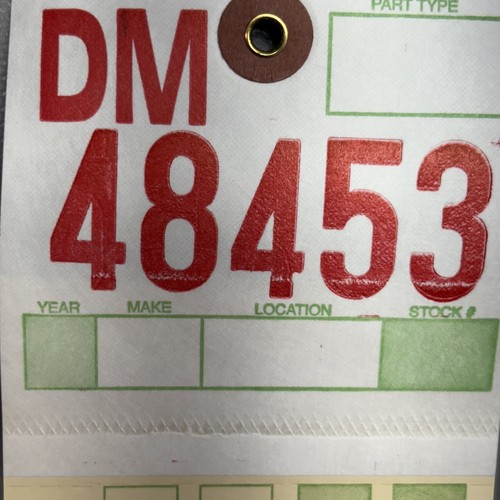 PART TYPE
DM
48453
YEAR MAKE LOCATION STOCK #